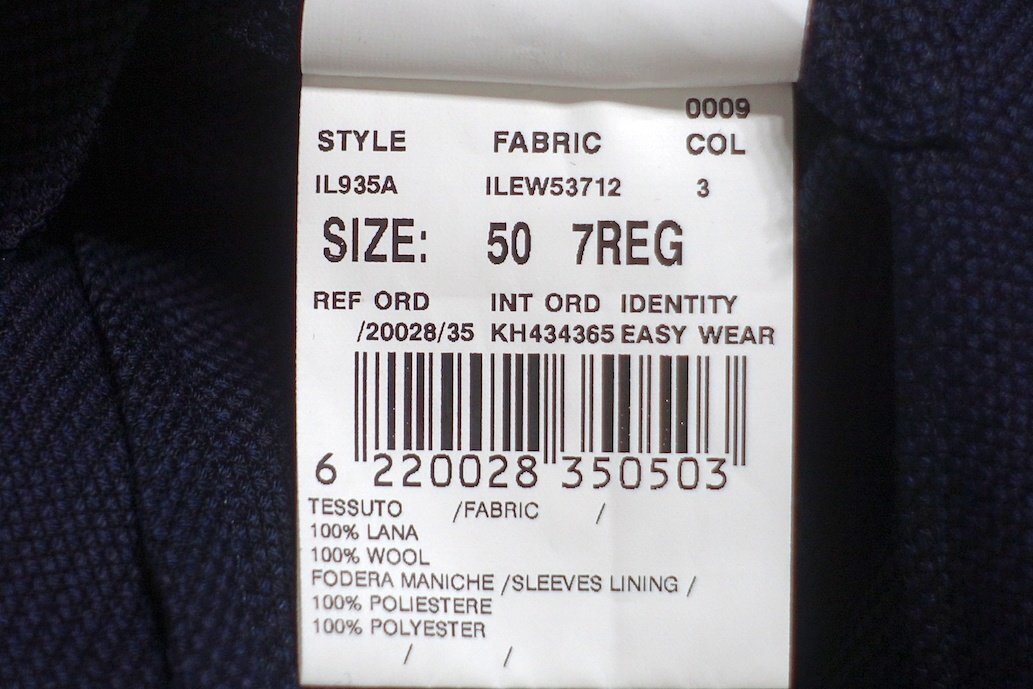 0009
STYLE FABRIC COL
IL935A ILEW53712 3
SIZE: 50 7REG
REF ORD INT ORD IDENTITY
/20028/35 KH434365 EASY WEAR
6 220028 350503
TESSUTO /FABRIC /
100% LANA
100% WOOL
FODERA MANICHE /SLEEVES LINING /
100% POLIESTERE
100% POLYESTER
/ /